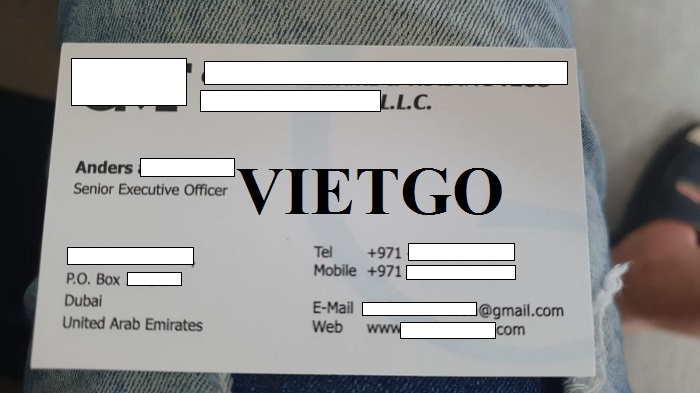 L.L.C.
Anders
Senior Executive Officer
VIETGO
P.O. Box
Dubai
United Arab Emirates
Tel +971
Mobile +971
E-Mail @gmail.com
Web www com